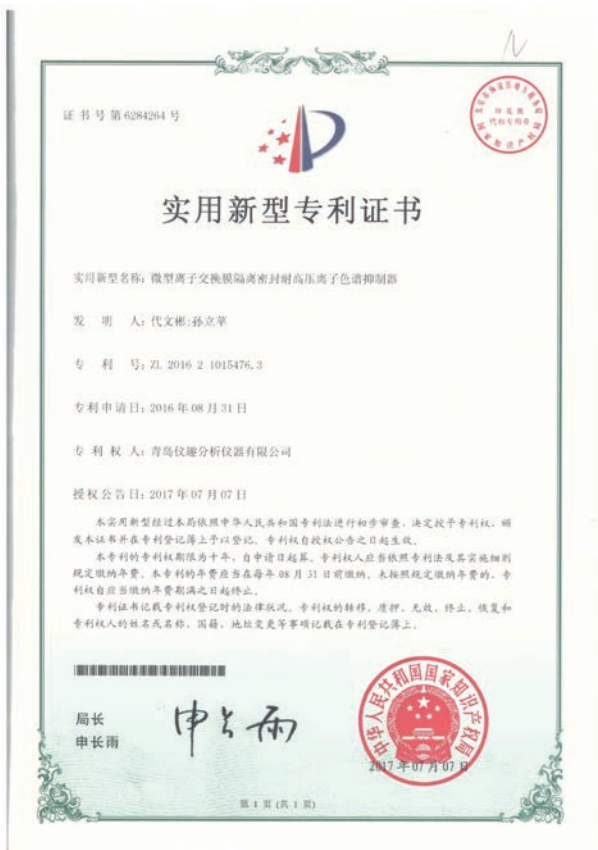 证书号第6284264号
实用新型专利证书
实用新型名称：微型离子交换膜隔离密封耐高压离子色谱抑制器
发 明 人：代文彬;孙立苹
专 利 号：ZL 2016 2 1015476.3
专利申请日：2016年08月31日
专 利 权 人：青岛仪趣分析仪器有限公司
授权公告日：2017年07月07日
本实用新型经过本局依照中华人民共和国专利法进行初步审查，决定授予专利权，颁
发本证书并在专利登记簿上予以登记。专利权自授权公告之日起生效。
本专利的专利权期限为十年，自申请日起算。专利权人应当依照专利法及其实施细则
规定缴纳年费。本专利的年费应当在每年08月31日前缴纳。未按照规定缴纳年费的，专
利权自应当缴纳年费期满之日起终止。
专利证书记载专利权登记时的法律状况。专利权的转移、质押、无效、终止、恢复和
专利权人的姓名或名称、国籍、地址变更等事项记载在专利登记簿上。
局长
申长雨
申长雨
中华人民共和国国家知识产权局
2017年07月07日
第 1 页 (共 1 页)